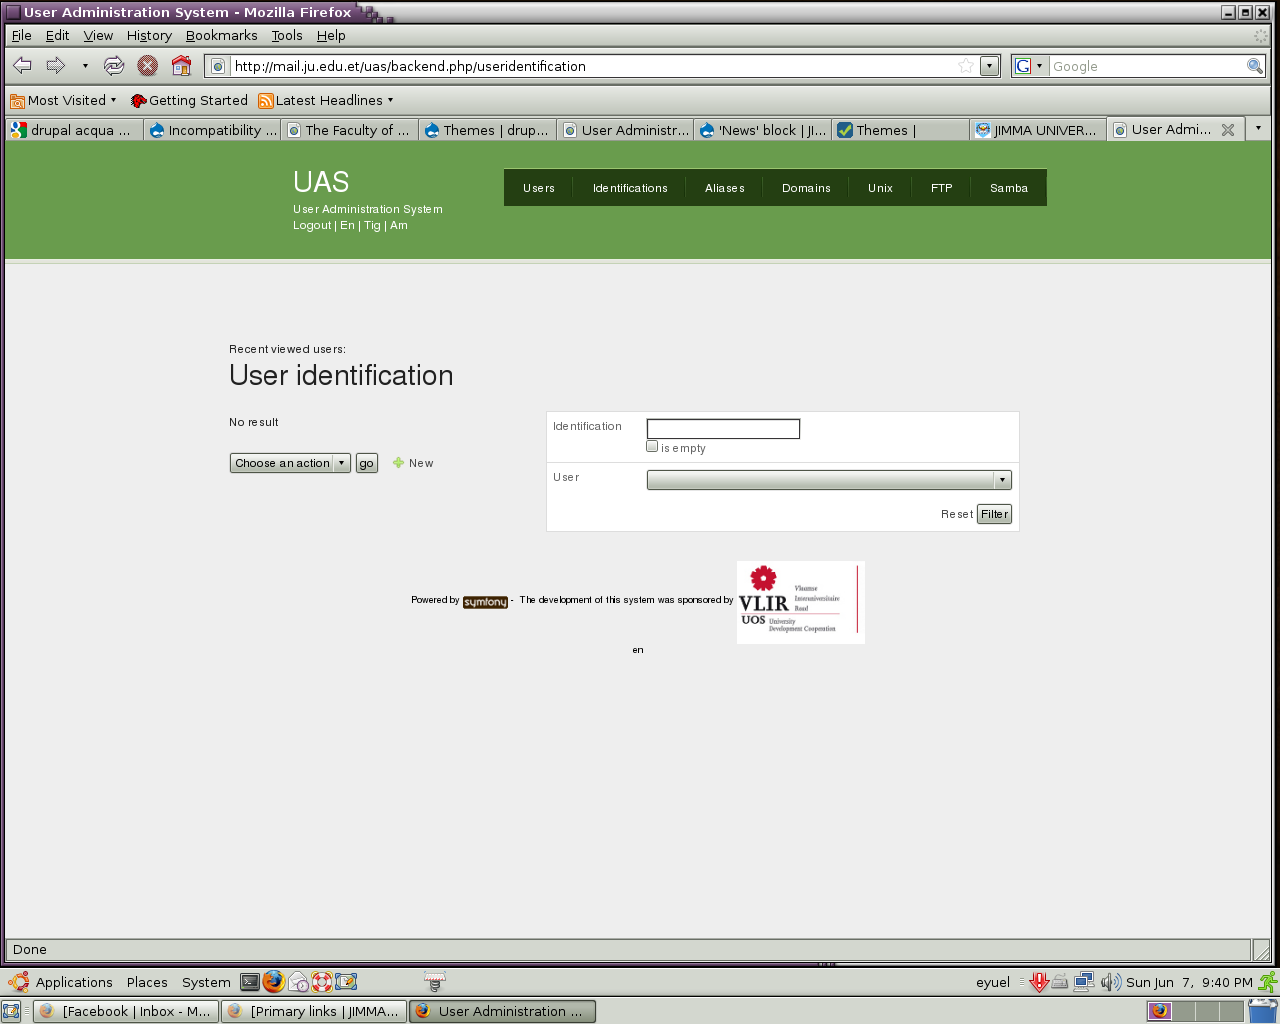 User Administration System - Mozilla Firefox
File Edit View History Bookmarks Tools Help
http://mail.ju.edu.et/uas/backend.php/useridentification
Google
Most Visited Getting Started Latest Headlines
drupal acqua ... Incompatibility ... The Faculty of ... Themes | drup... User Administr... 'News' block | JI... Themes | JIMMA UNIVER... User Admi...
UAS
User Administration System
Logout | En | Tig | Am
Users Identifications Aliases Domains Unix FTP Samba
Recent viewed users:
User identification
No result
Choose an action go New
Identification
is empty
User
Reset Filter
Powered by symfony - The development of this system was sponsored by
VLIR
UOS
Vlaamse
Interuniversitaire
Raad
University
Development Cooperation
en
Done
Applications Places System
eyuel Sun Jun 7, 9:40 PM
[Facebook | Inbox - M... [Primary links | JIMMA... User Administration ...